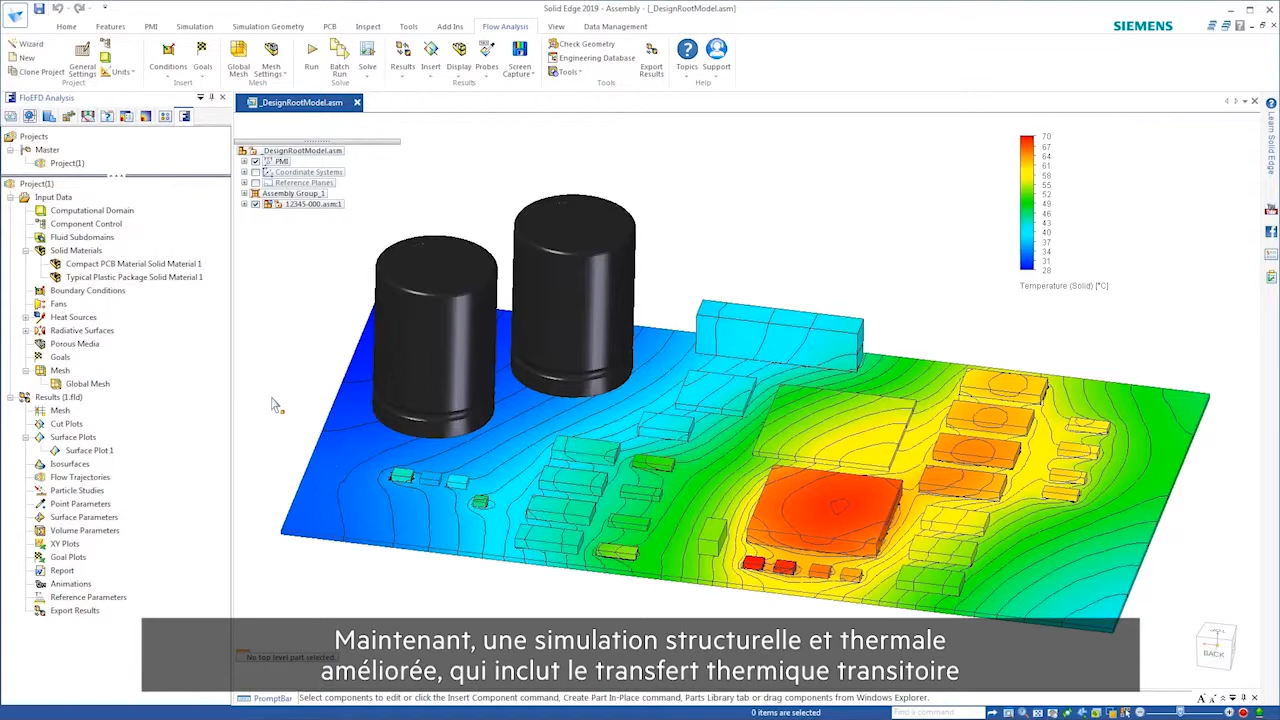 Solid Edge 2019 - Assembly - [_DesignRootModel.asm]
Home Features PMI Simulation Simulation Geometry PCB Inspect Tools Add Ins Flow Analysis View Data Management
SIEMENS
Wizard
New
Clone Project
General Settings
Units
Project
Conditions
Goals
Insert
Global Mesh
Mesh Settings
Mesh
Run
Batch Run
Solve
Solve
Results
Insert
Display
Probes
Screen Capture
Results
Check Geometry
Engineering Database
Tools
Export Results
Tools
Topics
Support
Help
FloEFD Analysis
_DesignRootModel.asm
Learn Solid Edge
Projects
Master
Project(1)
Project(1)
Input Data
Computational Domain
Component Control
Fluid Subdomains
Solid Materials
Compact PCB Material Solid Material 1
Typical Plastic Package Solid Material 1
Boundary Conditions
Fans
Heat Sources
Radiative Surfaces
Porous Media
Goals
Mesh
Global Mesh
Results (1.fld)
Mesh
Cut Plots
Surface Plots
Surface Plot 1
Isosurfaces
Flow Trajectories
Particle Studies
Point Parameters
Surface Parameters
Volume Parameters
XY Plots
Goal Plots
Report
Animations
Reference Parameters
Export Results
_DesignRootModel.asm
PMI
Coordinate Systems
Reference Planes
Assembly Group_1
12345-000.asm:1
70
67
64
61
58
55
52
49
46
43
40
37
34
31
28
Temperature (Solid) [°C]
BACK
Maintenant, une simulation structurelle et thermale
améliorée, qui inclut le transfert thermique transitoire
No top level part selected.
PromptBar
Select components to edit or click the Insert Component command, Create Part In-Place command, Parts Library tab or drag components from Windows Explorer.
0 items are selected
Find a command